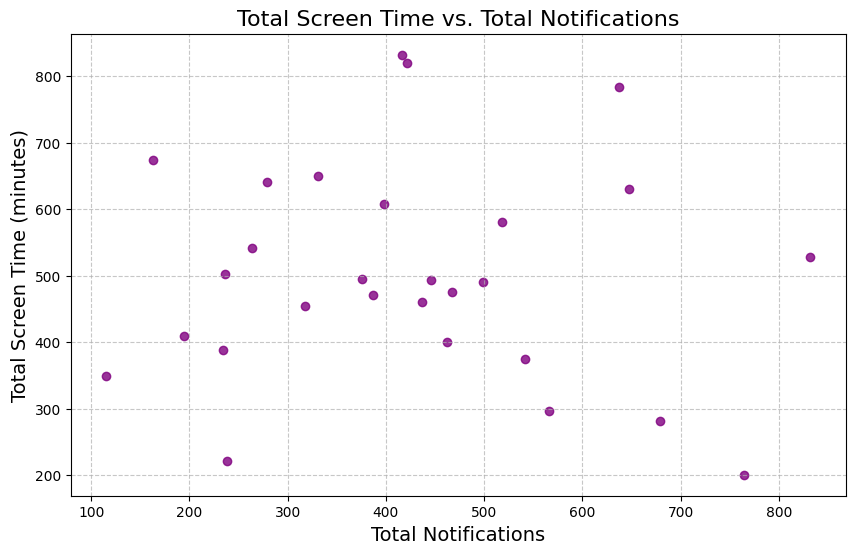 Total Screen Time vs. Total Notifications
Total Screen Time (minutes)
800
700
600
500
400
300
200
100 200 300 400 500 600 700 800
Total Notifications